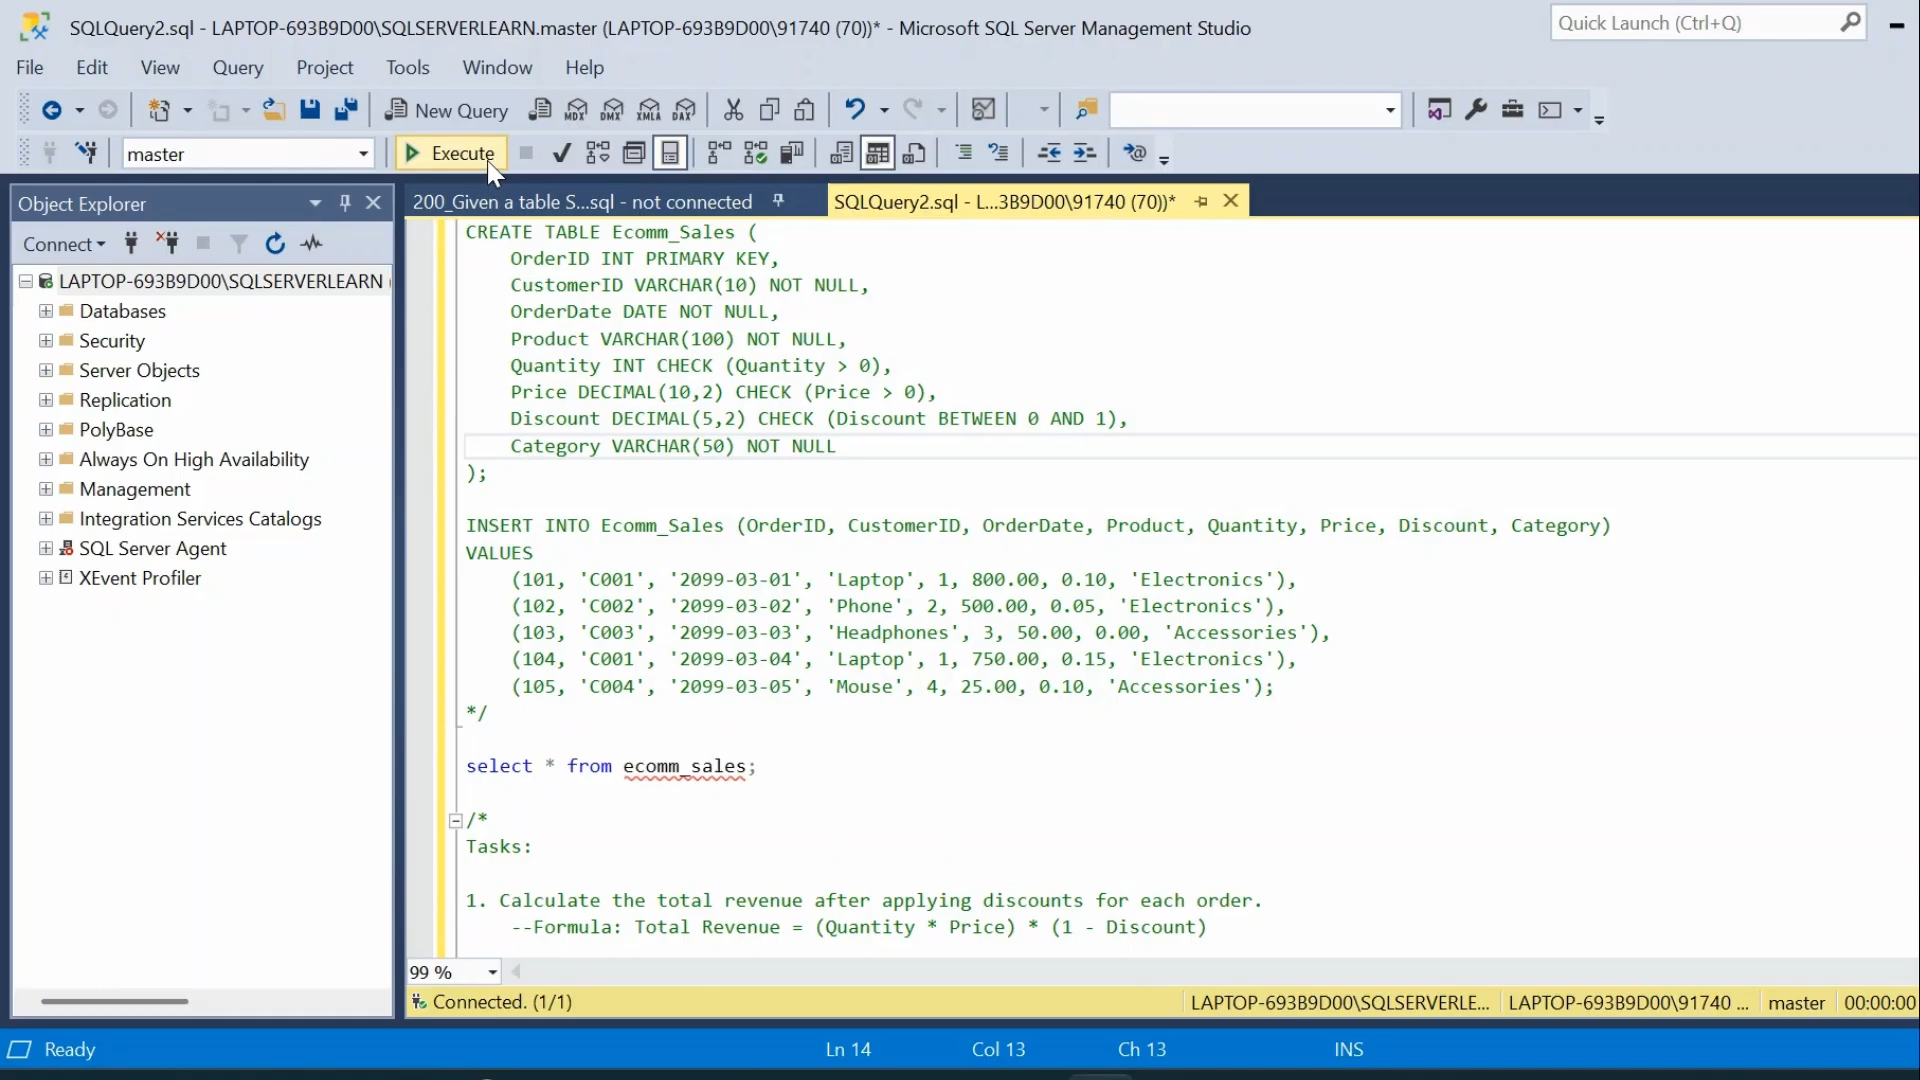 SQLQuery2.sql - LAPTOP-693B9D00\SQLSERVERLEARN.master (LAPTOP-693B9D00\91740 (70))* - Microsoft SQL Server Management Studio
Quick Launch (Ctrl+Q)
File Edit View Query Project Tools Window Help
New Query MDX DMX XMLA DAX
master Execute
Object Explorer
200_Given a table S...sql - not connected
SQLQuery2.sql - L...3B9D00\91740 (70))*
Connect
LAPTOP-693B9D00\SQLSERVERLEARN (
Databases
Security
Server Objects
Replication
PolyBase
Always On High Availability
Management
Integration Services Catalogs
SQL Server Agent
XEvent Profiler
CREATE TABLE Ecomm_Sales (
OrderID INT PRIMARY KEY,
CustomerID VARCHAR(10) NOT NULL,
OrderDate DATE NOT NULL,
Product VARCHAR(100) NOT NULL,
Quantity INT CHECK (Quantity > 0),
Price DECIMAL(10,2) CHECK (Price > 0),
Discount DECIMAL(5,2) CHECK (Discount BETWEEN 0 AND 1),
Category VARCHAR(50) NOT NULL
);
INSERT INTO Ecomm_Sales (OrderID, CustomerID, OrderDate, Product, Quantity, Price, Discount, Category)
VALUES
(101, 'C001', '2099-03-01', 'Laptop', 1, 800.00, 0.10, 'Electronics'),
(102, 'C002', '2099-03-02', 'Phone', 2, 500.00, 0.05, 'Electronics'),
(103, 'C003', '2099-03-03', 'Headphones', 3, 50.00, 0.00, 'Accessories'),
(104, 'C001', '2099-03-04', 'Laptop', 1, 750.00, 0.15, 'Electronics'),
(105, 'C004', '2099-03-05', 'Mouse', 4, 25.00, 0.10, 'Accessories');
*/
select * from ecomm_sales;
/*
Tasks:
1. Calculate the total revenue after applying discounts for each order.
--Formula: Total Revenue = (Quantity * Price) * (1 - Discount)
99 %
Connected. (1/1)
LAPTOP-693B9D00\SQLSERVERLE...
LAPTOP-693B9D00\91740 ...
master
00:00:00
Ready
Ln 14
Col 13
Ch 13
INS